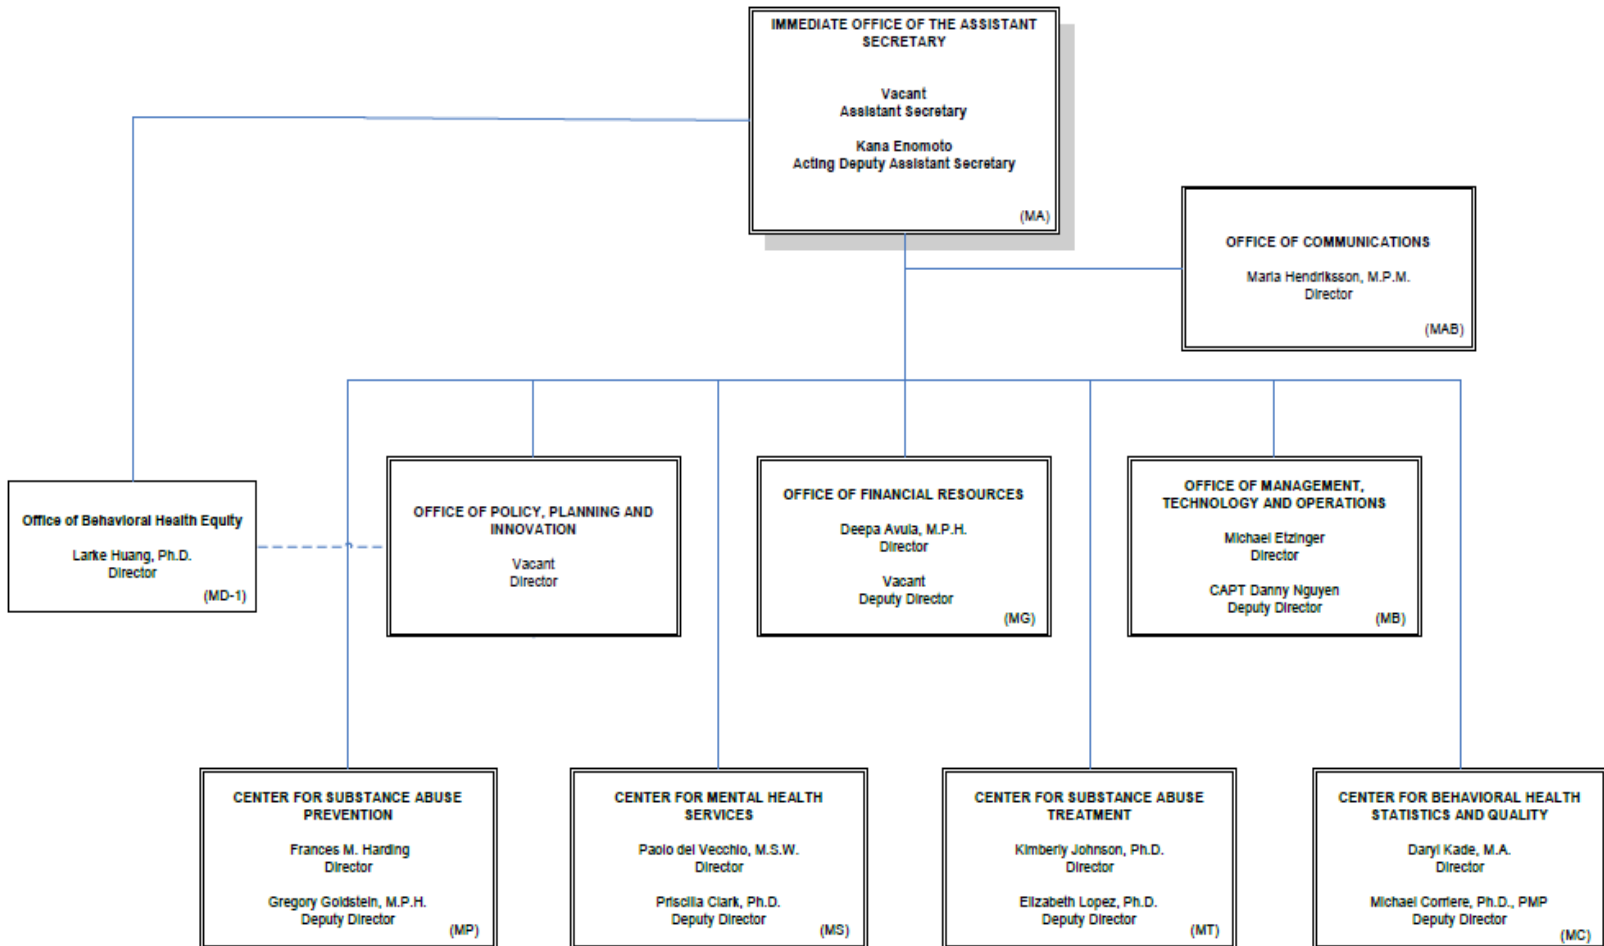 IMMEDIATE OFFICE OF THE ASSISTANT
SECRETARY
Vacant
Assistant Secretary
Kana Enomoto
Acting Deputy Assistant Secretary
(MA)
OFFICE OF COMMUNICATIONS
Marla Hendriksson, M.P.M.
Director
(MAB)
Office of Behavioral Health Equity
Larke Huang, Ph.D.
Director
(MD-1)
OFFICE OF POLICY, PLANNING AND
INNOVATION
Vacant
Director
OFFICE OF FINANCIAL RESOURCES
Deepa Avula, M.P.H.
Director
Vacant
Deputy Director
(MG)
OFFICE OF MANAGEMENT,
TECHNOLOGY AND OPERATIONS
Michael Etzinger
Director
CAPT Danny Nguyen
Deputy Director
(MB)
CENTER FOR SUBSTANCE ABUSE
PREVENTION
Frances M. Harding
Director
Gregory Goldstein, M.P.H.
Deputy Director
(MP)
CENTER FOR MENTAL HEALTH
SERVICES
Paolo del Vecchio, M.S.W.
Director
Priscilla Clark, Ph.D.
Deputy Director
(MS)
CENTER FOR SUBSTANCE ABUSE
TREATMENT
Kimberly Johnson, Ph.D.
Director
Elizabeth Lopez, Ph.D.
Deputy Director
(MT)
CENTER FOR BEHAVIORAL HEALTH
STATISTICS AND QUALITY
Daryl Kade, M.A.
Director
Michael Corriere, Ph.D., PMP
Deputy Director
(MC)